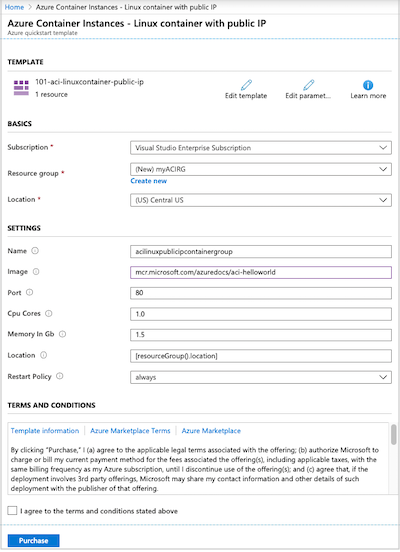 Home > Azure Container Instances - Linux container with public IP
Azure Container Instances - Linux container with public IP
Azure quickstart template
TEMPLATE
101-aci-linuxcontainer-public-ip
1 resource
Edit template
Edit paramet...
Learn more
BASICS
Subscription *
Visual Studio Enterprise Subscription
Resource group *
(New) myACIRG
Create new
Location *
(US) Central US
SETTINGS
Name
acilinuxpublicipcontainergroup
Image
mcr.microsoft.com/azuredocs/aci-helloworld
Port
80
Cpu Cores
1.0
Memory In Gb
1.5
Location
[resourceGroup().location]
Restart Policy
always
TERMS AND CONDITIONS
Template information | Azure Marketplace Terms | Azure Marketplace
By clicking "Purchase," I (a) agree to the applicable legal terms associated with the offering; (b) authorize Microsoft to
charge or bill my current payment method for the fees associated the offering(s), including applicable taxes, with the
same billing frequency as my Azure subscription, until I discontinue use of the offering(s); and (c) agree that, if the
deployment involves 3rd party offerings, Microsoft may share my contact information and other details of such
deployment with the publisher of that offering.
I agree to the terms and conditions stated above
Purchase